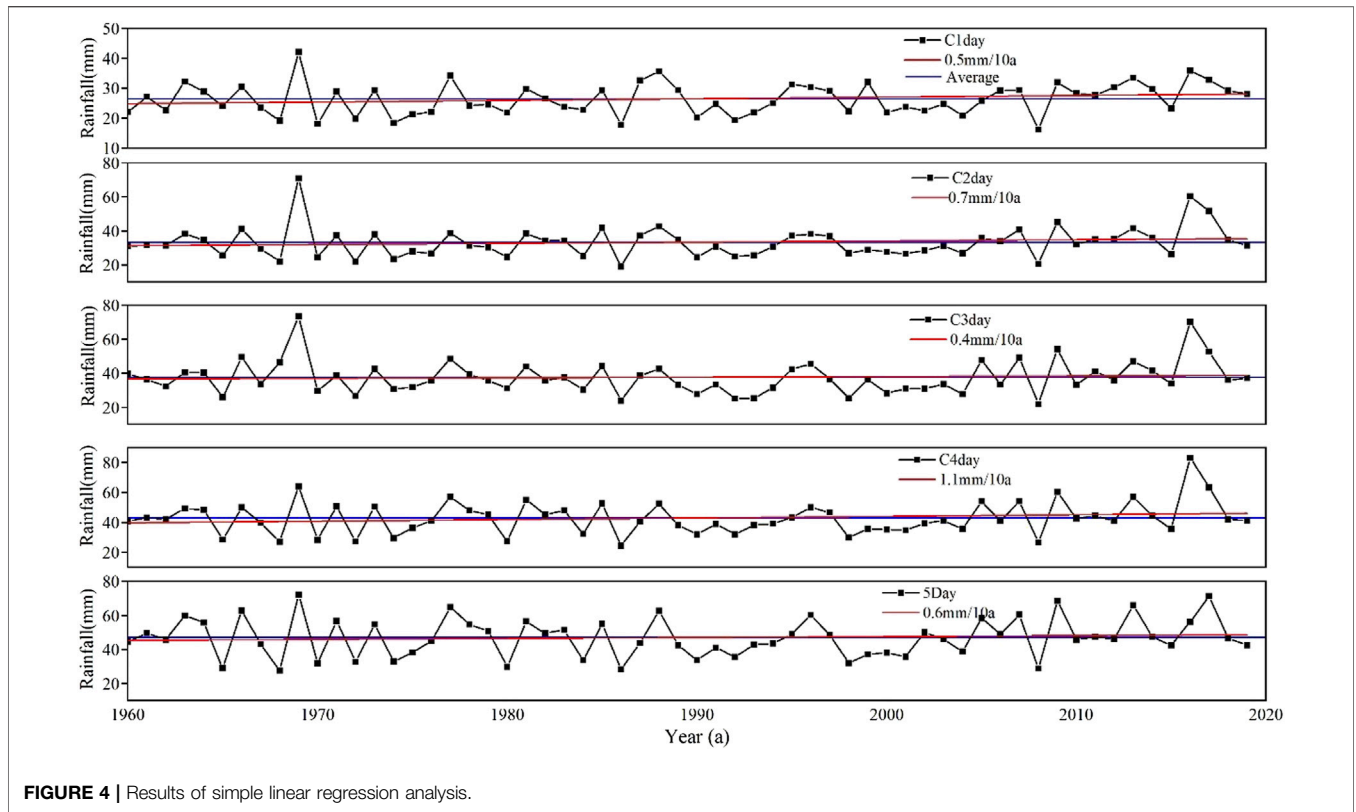 50
40
30
20
10
Rainfall(mm)
C1day
0.5mm/10a
Average
80
60
40
20
Rainfall(mm)
C2day
0.7mm/10a
80
60
40
20
Rainfall(mm)
C3day
0.4mm/10a
80
60
40
20
Rainfall(mm)
C4day
1.1mm/10a
80
60
40
20
Rainfall(mm)
5Day
0.6mm/10a
1960 1970 1980 1990 2000 2010 2020
Year (a)
FIGURE 4 | Results of simple linear regression analysis.